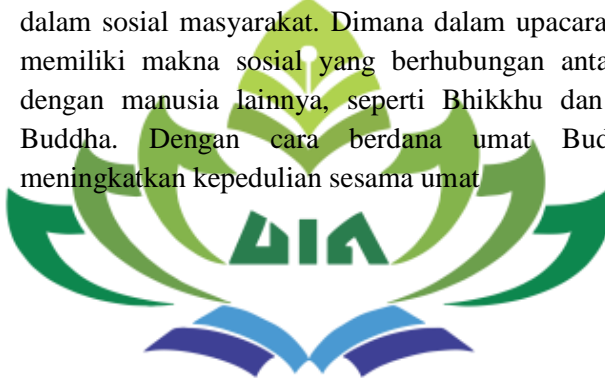 dalam sosial masyarakat. Dimana dalam upacara
memiliki makna sosial yang berhubungan anta
dengan manusia lainnya, seperti Bhikkhu dan
Buddha. Dengan cara berdana umat Bud
meningkatkan kepedulian sesama umat
UIN